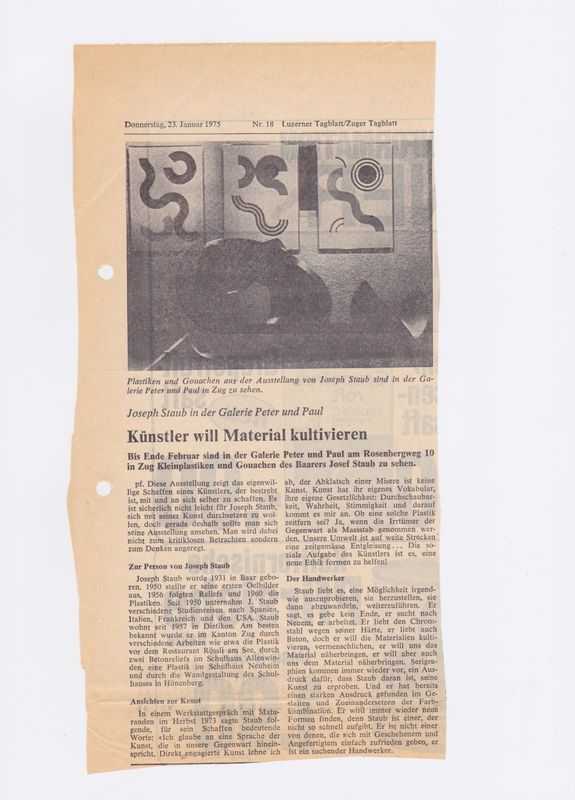 Donnerstag, 23. Januar 1975 Nr. 18 Luzerner Tagblatt/Zuger Tagblatt
Plastiken und Gouachen aus der Ausstellung von Joseph Staub sind in der Ga-
lerie Peter und Paul in Zug zu sehen.
Joseph Staub in der Galerie Peter und Paul
Künstler will Material kultivieren
Bis Ende Februar sind in der Galerie Peter und Paul am Rosenbergweg 10
in Zug Kleinplastiken und Gouachen des Baarers Josef Staub zu sehen.
pf. Diese Ausstellung zeigt das eigenwil-
lige Schaffen eines Künstlers, der bestrebt
ist, mit und an sich selber zu schaffen. Es
ist sicherlich nicht leicht für Joseph Staub,
sich mit seiner Kunst durchsetzen zu wol-
len, doch gerade deshalb sollte man sich
seine Ausstellung ansehen. Man wird dabei
nicht zum kritiklosen Betrachten sondern
zum Denken angeregt.
Zur Person von Joseph Staub
Joseph Staub wurde 1931 in Baar gebo-
ren. 1950 stellte er seine ersten Oelbilder
aus, 1956 folgten Reliefs und 1960 die
Plastiken. Seit 1950 unternahm J. Staub
verschiedene Studienreisen nach Spanien,
Italien, Frankreich und den USA. Staub
wohnt seit 1957 in Dietikon. Am besten
bekannt wurde er im Kanton Zug durch
verschiedene Arbeiten wie etwa die Plastik
vor dem Restaurant Rössli am See, durch
zwei Betonreliefs im Schulhaus Allenwin-
den, eine Plastik im Schulhaus Neuheim
und durch die Wandgestaltung des Schul-
hauses in Hünenberg.
Ansichten zur Kunst
In einem Werkstattgespräch mit Matu-
randen im Herbst 1973 sagte Staub fol-
gende, für sein Schaffen bedeutende
Worte: «Ich glaube an eine Sprache der
Kunst, die in unsere Gegenwart hinein-
spricht. Direkt engagierte Kunst lehne ich
ab, der Abklatsch einer Misere ist keine
Kunst. Kunst hat ihr eigenes Vokabular,
ihre eigene Gesetzlichkeit: Durchschaubar-
keit, Wahrheit, Stimmigkeit und darauf
kommt es mir an. Ob eine solche Plastik
zeitfern sei? Ja, wenn die Irrtümer der
Gegenwart als Massstab genommen wer-
den. Unsere Umwelt ist auf weite Strecken
eine zeitgemässe Entgleisung... Die so-
ziale Aufgabe des Künstlers ist es, eine
neue Ethik formen zu helfen!
Der Handwerker
Staub liebt es, eine Möglichkeit irgend-
wie auszuprobieren, sie herzustellen, sie
dann abzuwandeln, weiterzuführen. Er
sagt, es gebe kein Ende, er sucht nach
Neuem, er arbeitet. Er liebt den Chrom-
stahl wegen seiner Härte, er liebt auch
Beton, doch er will die Materialien kulti-
vieren, vermenschlichen, er will uns das
Material näherbringen, er will aber auch
uns dem Material näherbringen. Serigra-
phien kommen immer wieder vor, ein Aus-
druck dafür, dass Staub daran ist, seine
Kunst zu erproben. Und er hat bereits
einen starken Ausdruck gefunden im Ge-
stalten und Zueinandersetzen der Farb-
kombination. Er wird immer wieder neue
Formen finden, denn Staub ist einer, der
nicht so schnell aufgibt. Er ist nicht einer
von denen, die sich mit Geschehenem und
Angefertigtem einfach zufrieden geben, er
ist ein suchender Handwerker.